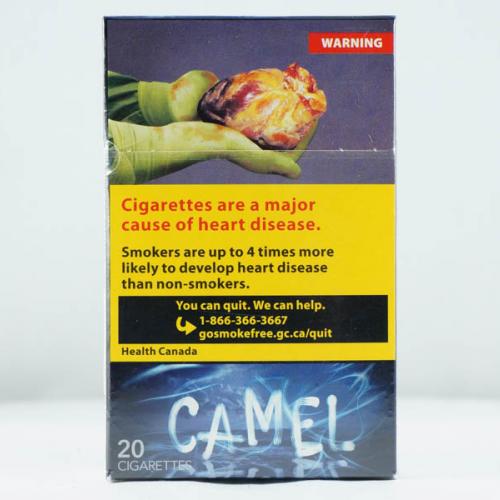 WARNING
Cigarettes are a major
cause of heart disease.
Smokers are up to 4 times more
likely to develop heart disease
than non-smokers.
You can quit. We can help.
1-866-366-3667
gosmokefree.gc.ca/quit
Health Canada
CAMEL
20
CIGARETTES